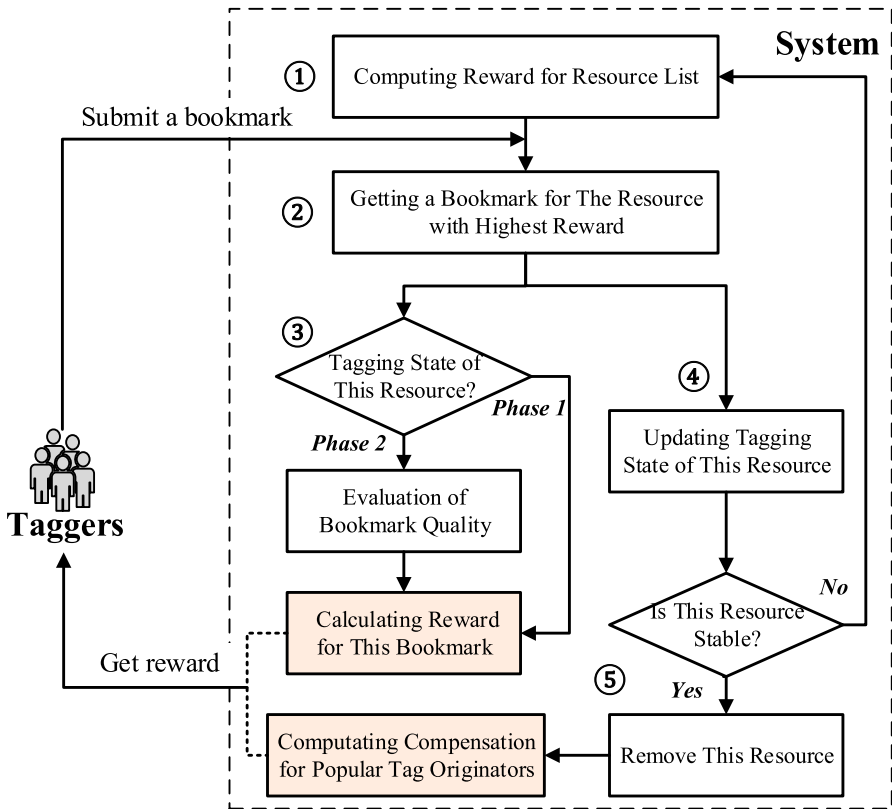 System
①
Computing Reward for Resource List
Submit a bookmark
②
Getting a Bookmark for The Resource
with Highest Reward
③
Tagging State of
This Resource?
Phase 1
Phase 2
④
Updating Tagging
State of This Resource
Evaluation of
Bookmark Quality
Taggers
No
Is This Resource
Stable?
Calculating Reward
for This Bookmark
Get reward
⑤
Yes
Computating Compensation
for Popular Tag Originators
Remove This Resource